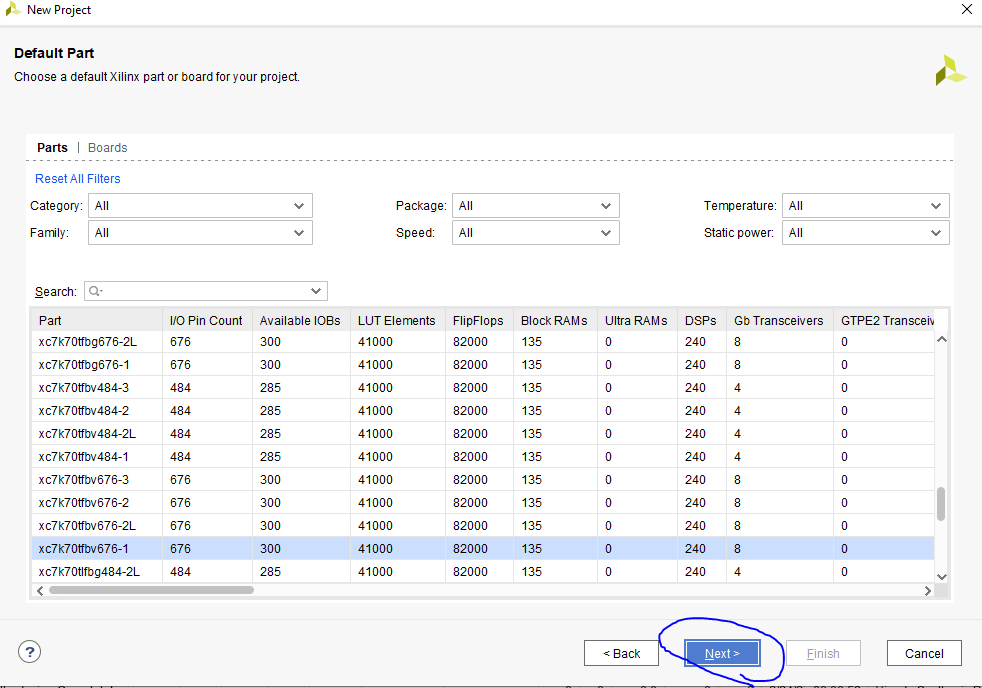 New Project
Default Part
Choose a default Xilinx part or board for your project.
Parts | Boards
Reset All Filters
Category: All Package: All Temperature: All
Family: All Speed: All Static power: All
Search:
Part I/O Pin Count Available IOBs LUT Elements FlipFlops Block RAMs Ultra RAMs DSPs Gb Transceivers GTPE2 Transceiv
xc7k70tfbg676-2L 676 300 41000 82000 135 0 240 8 0
xc7k70tfbg676-1 676 300 41000 82000 135 0 240 8 0
xc7k70tfbv484-3 484 285 41000 82000 135 0 240 4 0
xc7k70tfbv484-2 484 285 41000 82000 135 0 240 4 0
xc7k70tfbv484-2L 484 285 41000 82000 135 0 240 4 0
xc7k70tfbv484-1 484 285 41000 82000 135 0 240 4 0
xc7k70tfbv676-3 676 300 41000 82000 135 0 240 8 0
xc7k70tfbv676-2 676 300 41000 82000 135 0 240 8 0
xc7k70tfbv676-2L 676 300 41000 82000 135 0 240 8 0
xc7k70tfbv676-1 676 300 41000 82000 135 0 240 8 0
xc7k70tlfbg484-2L 484 285 41000 82000 135 0 240 4 0
? < Back Next > Finish Cancel